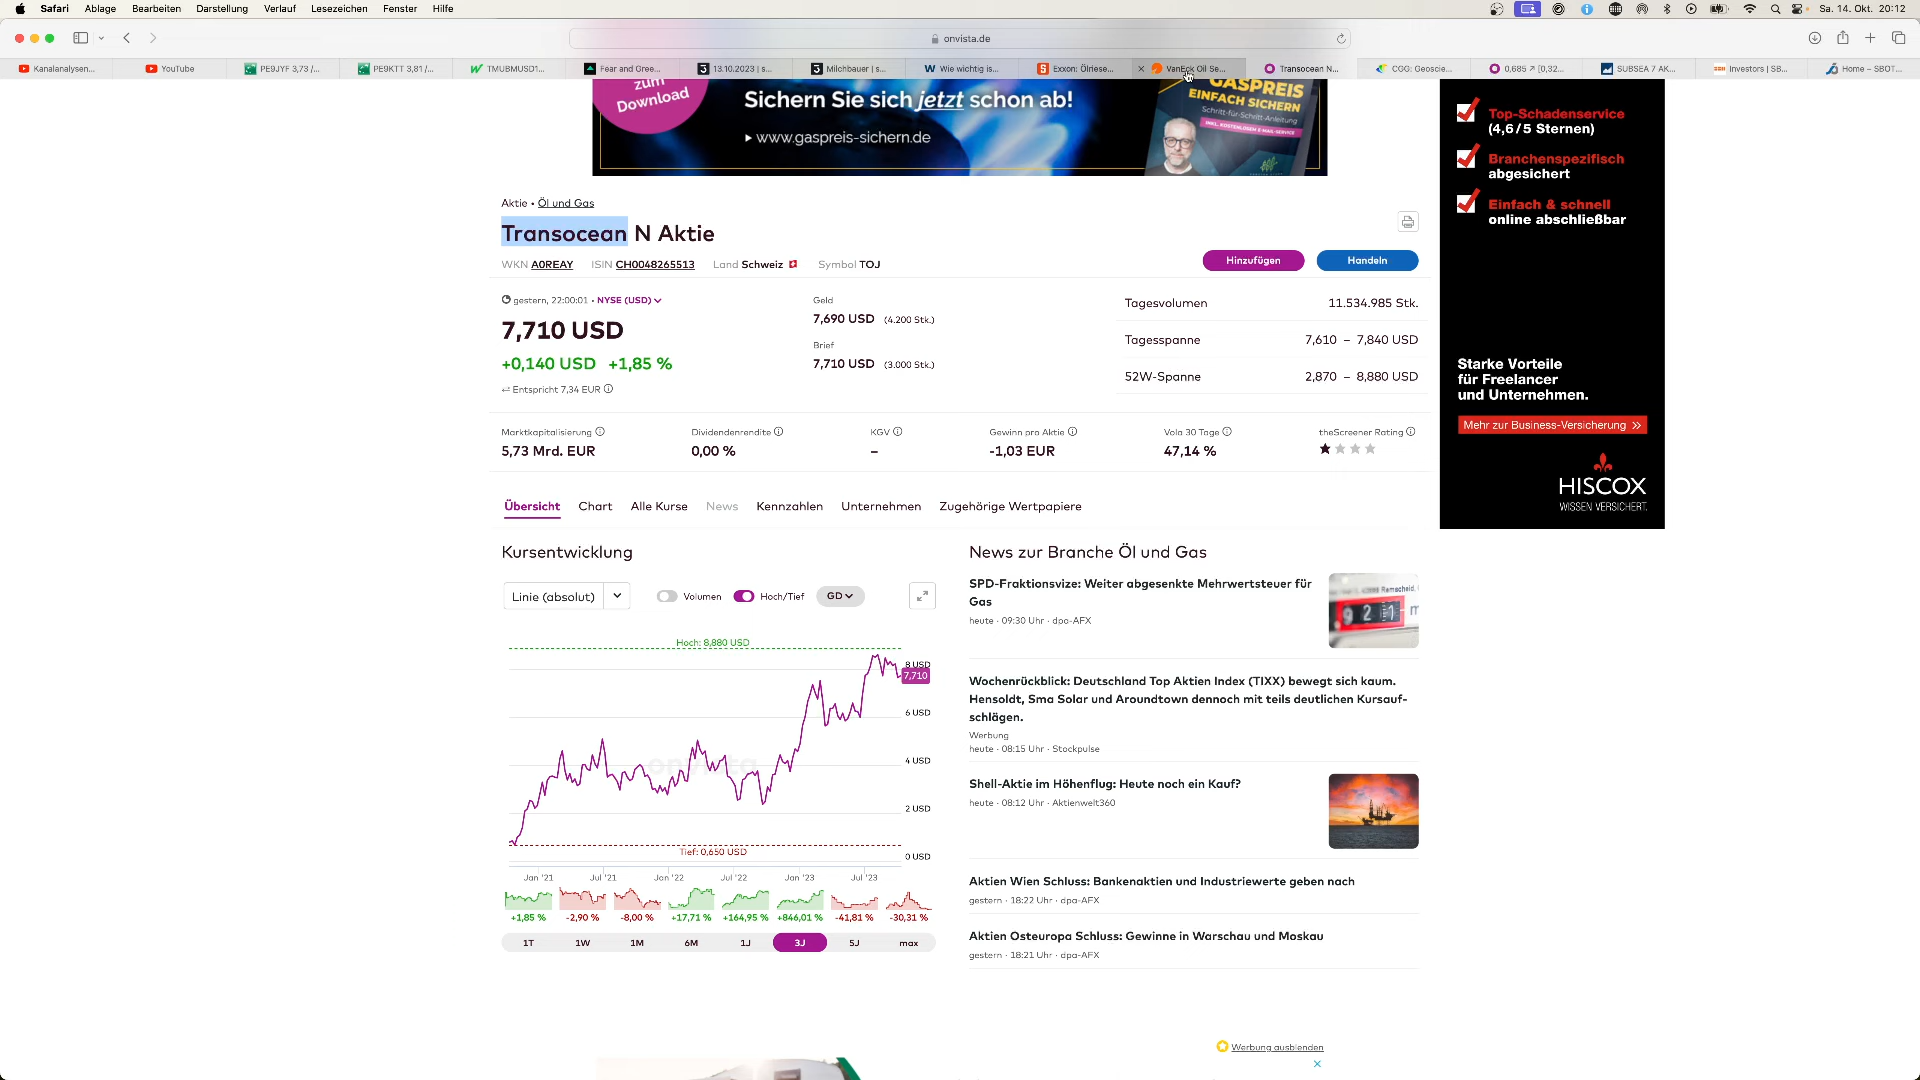 Safari Ablage Bearbeiten Darstellung Verlauf Lesezeichen Fenster Hilfe
Sa. 14. Okt. 20:12
onvista.de
Kanalanalysen...
YouTube
PE9JYF 3,73 /...
PE9KTT 3,81 /...
TMUBMUSD1...
Fear and Gree...
13.10.2023 | s...
Milchbauer | s...
Wie wichtig is...
Exxon: Ölriese...
VanEck Oil Se...
Transocean N...
CGG: Geoscie...
0,685 ↗ [0,32...
SUBSEA 7 AK...
Investors | SB...
Home – SBOT...
zum
Download
Sichern Sie sich jetzt schon ab!
▸ www.gaspreis-sichern.de
GASPREIS
EINFACH SICHERN
Schritt-für-Schritt-Anleitung
INKL. KOSTENLOSEN E-MAIL-SERVICE
Top-Schadenservice
(4,6/5 Sternen)
Branchenspezifisch
abgesichert
Einfach & schnell
online abschließbar
Starke Vorteile
für Freelancer
und Unternehmen.
Mehr zur Business-Versicherung »
HISCOX
WISSEN VERSICHERT.
Aktie • Öl und Gas
Transocean N Aktie
WKN A0REAY ISIN CH0048265513 Land Schweiz Symbol TOJ
Hinzufügen
Handeln
gestern, 22:00:01 • NYSE (USD)
7,710 USD
+0,140 USD +1,85 %
⇄ Entspricht 7,34 EUR
Geld
7,690 USD (4.200 Stk.)
Brief
7,710 USD (3.000 Stk.)
Tagesvolumen 11.534.985 Stk.
Tagesspanne 7,610 – 7,840 USD
52W-Spanne 2,870 – 8,880 USD
Marktkapitalisierung
5,73 Mrd. EUR
Dividendenrendite
0,00 %
KGV
–
Gewinn pro Aktie
-1,03 EUR
Vola 30 Tage
47,14 %
theScreener Rating
Übersicht Chart Alle Kurse News Kennzahlen Unternehmen Zugehörige Wertpapiere
Kursentwicklung
Linie (absolut)
Volumen
Hoch/Tief
GD
Hoch: 8,880 USD
8 USD
7,710
6 USD
4 USD
2 USD
0 USD
onvista
Tief: 0,650 USD
Jan '21 Jul '21 Jan '22 Jul '22 Jan '23 Jul '23
+1,85 % -2,90 % -8,00 % +17,71 % +164,95 % +846,01 % -41,81 % -30,31 %
1T 1W 1M 6M 1J 3J 5J max
News zur Branche Öl und Gas
SPD-Fraktionsvize: Weiter abgesenkte Mehrwertsteuer für
Gas
heute · 09:30 Uhr · dpa-AFX
Wochenrückblick: Deutschland Top Aktien Index (TIXX) bewegt sich kaum.
Hensoldt, Sma Solar und Aroundtown dennoch mit teils deutlichen Kursauf-
schlägen.
Werbung
heute · 08:15 Uhr · Stockpulse
Shell-Aktie im Höhenflug: Heute noch ein Kauf?
heute · 08:12 Uhr · Aktienwelt360
Aktien Wien Schluss: Bankenaktien und Industriewerte geben nach
gestern · 18:22 Uhr · dpa-AFX
Aktien Osteuropa Schluss: Gewinne in Warschau und Moskau
gestern · 18:21 Uhr · dpa-AFX
Werbung ausblenden